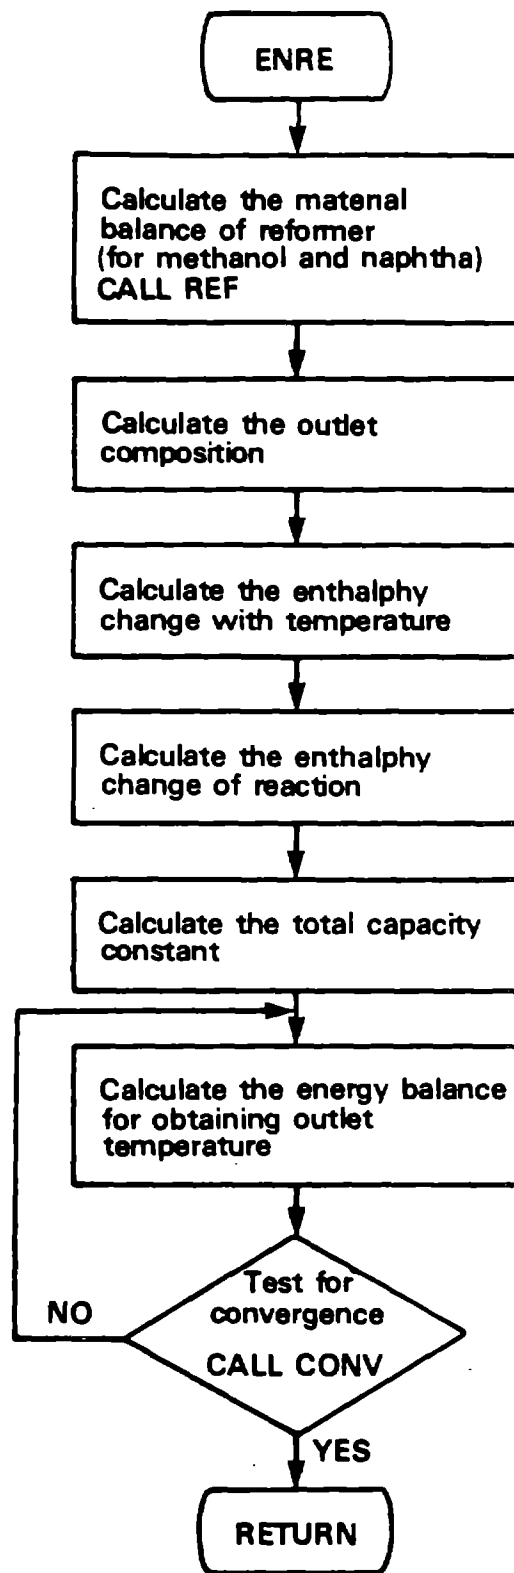 ENRE
Calculate the material
balance of reformer
(for methanol and naphtha)
CALL REF
Calculate the outlet
composition
Calculate the enthalphy
change with temperature
Calculate the enthalphy
change of reaction
Calculate the total capacity
constant
Calculate the energy balance
for obtaining outlet
temperature
Test for
convergence
NO
CALL CONV
YES
RETURN